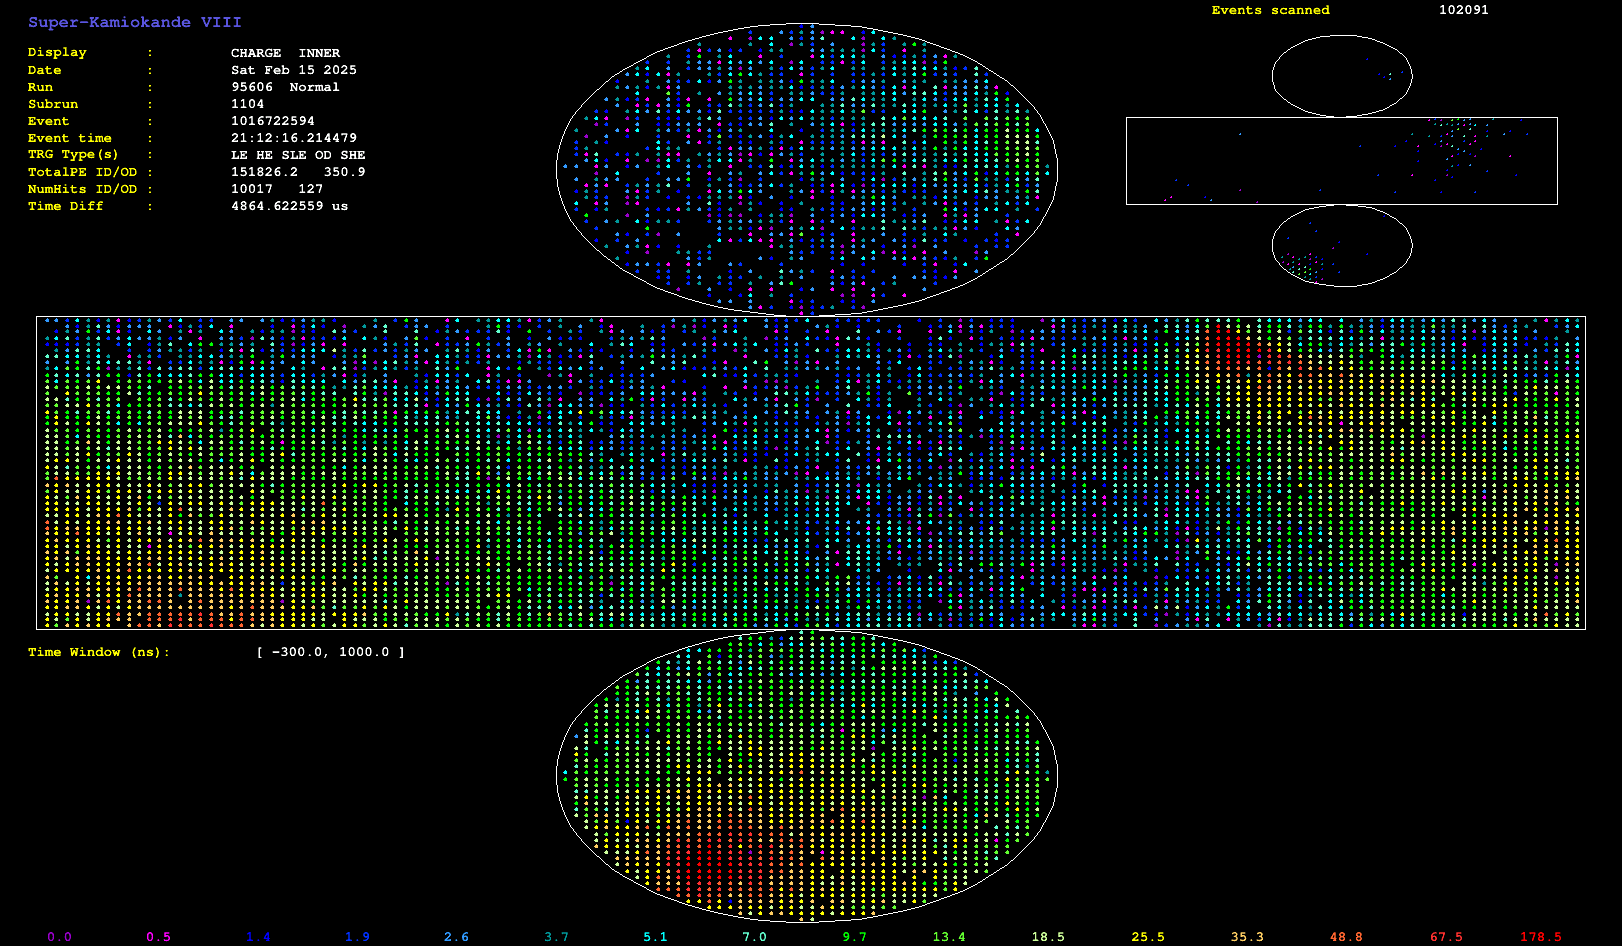 Super-Kamiokande VIII
Events scanned 102091
Display : CHARGE INNER
Date : Sat Feb 15 2025
Run : 95606 Normal
Subrun : 1104
Event : 1016722594
Event time : 21:12:16.214479
TRG Type(s) : LE HE SLE OD SHE
TotalPE ID/OD : 151826.2 350.9
NumHits ID/OD : 10017 127
Time Diff : 4864.622559 us
Time Window (ns): [ -300.0, 1000.0 ]
0.0 0.5 1.4 1.9 2.6 3.7 5.1 7.0 9.7 13.4 18.5 25.5 35.3 48.8 67.5 178.5